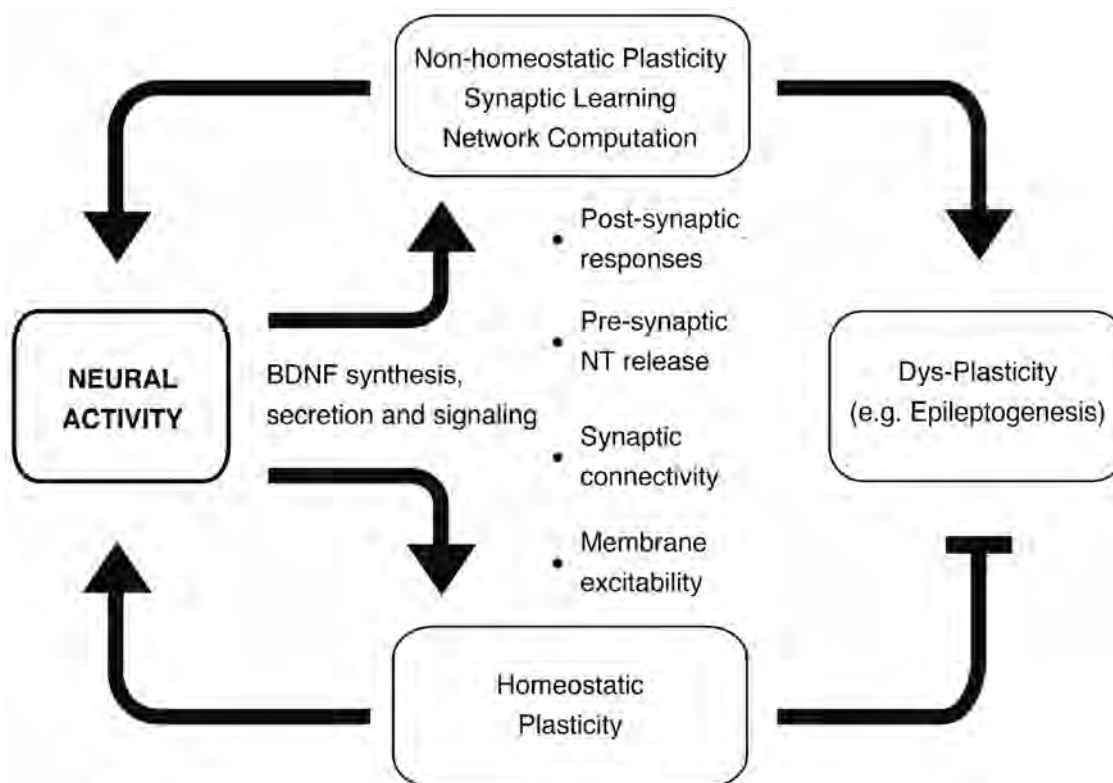 Non-homeostatic Plasticity
Synaptic Learning
Network Computation
Post-synaptic
responses
Pre-synaptic
NT release
NEURAL
ACTIVITY
BDNF synthesis,
secretion and signaling
Dys-Plasticity
(e.g. Epileptogenesis)
Synaptic
connectivity
Membrane
excitability
Homeostatic
Plasticity